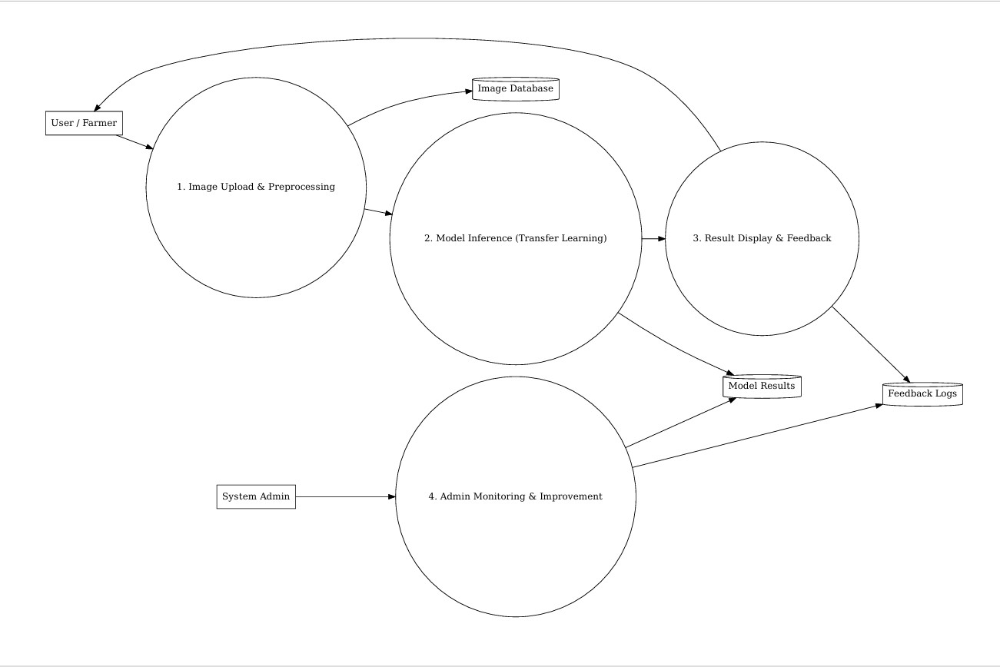 Image Database
User / Farmer
1. Image Upload & Preprocessing
2. Model Inference (Transfer Learning)
3. Result Display & Feedback
Model Results
Feedback Logs
System Admin
4. Admin Monitoring & Improvement